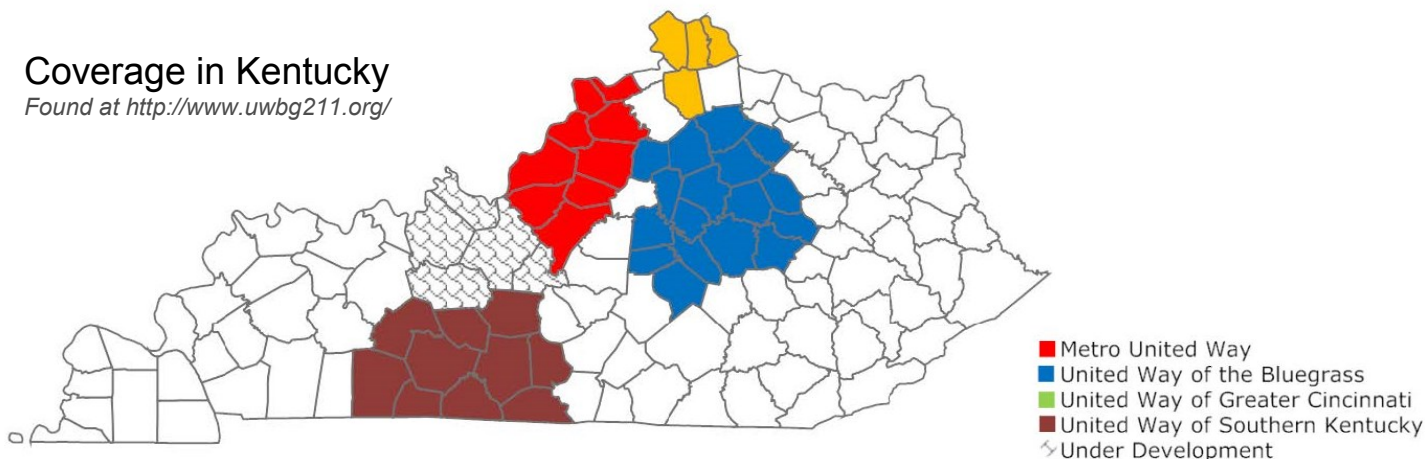 Coverage in Kentucky
Found at http://www.uwbg211.org/
Metro United Way
United Way of the Bluegrass
United Way of Greater Cincinnati
United Way of Southern Kentucky
Under Development